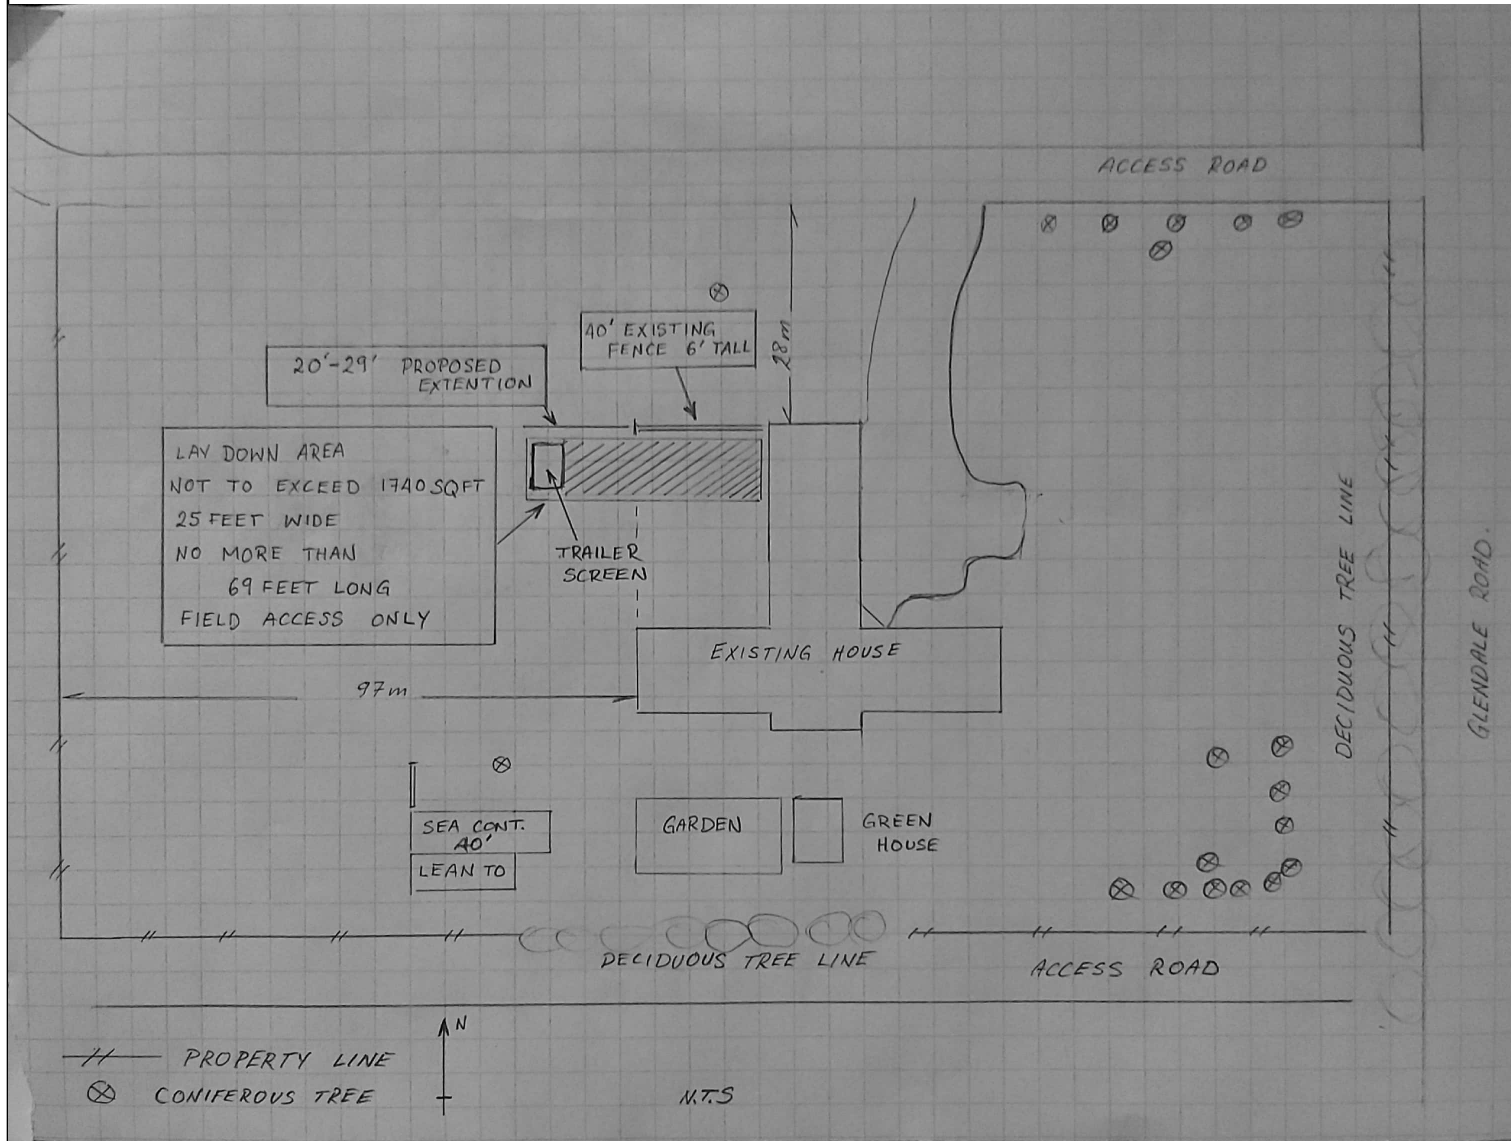 ACCESS ROAD
40' EXISTING
FENCE 6' TALL
28m
20'-29' PROPOSED
EXTENTION
LAY DOWN AREA
NOT TO EXCEED 1740 SQFT
25 FEET WIDE
NO MORE THAN
69 FEET LONG
FIELD ACCESS ONLY
TRAILER
SCREEN
EXISTING HOUSE
97m
DECIDUOUS TREE LINE
GLENDALE ROAD.
SEA CONT.
40'
LEAN TO
GARDEN
GREEN
HOUSE
DECIDUOUS TREE LINE
ACCESS ROAD
N
PROPERTY LINE
CONIFEROUS TREE
N.T.S